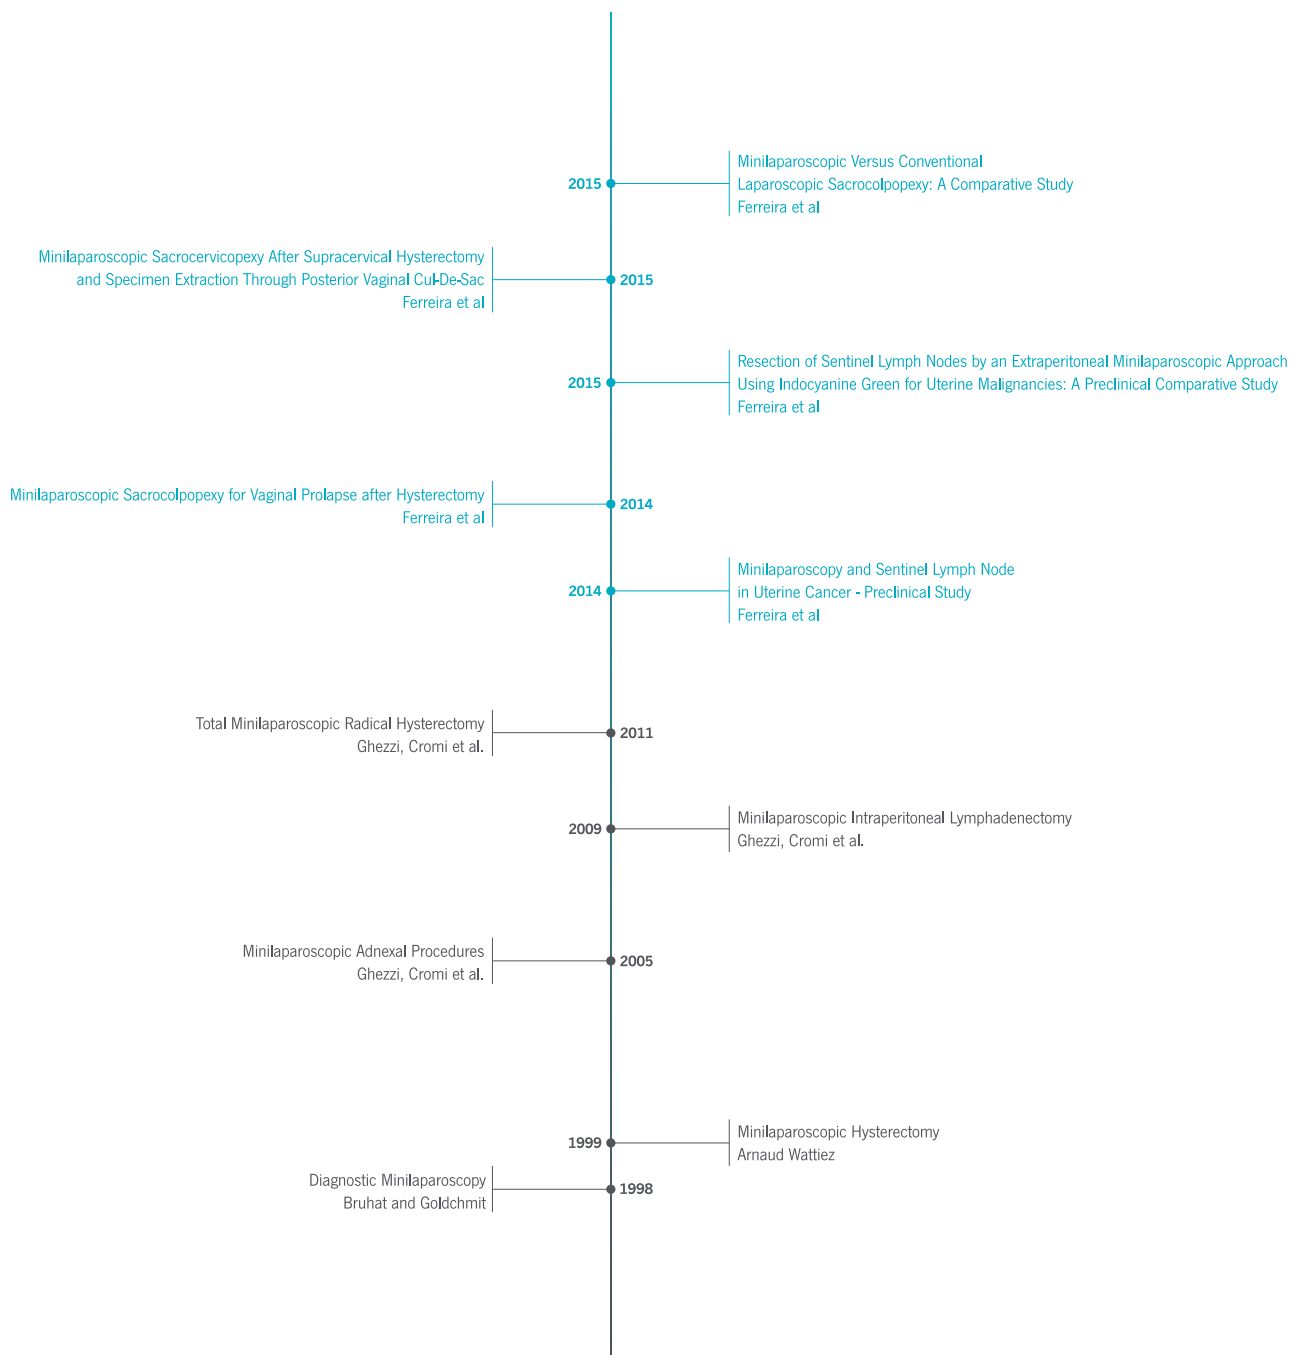 2015
Minilaparoscopic Versus Conventional
Laparoscopic Sacrocolpopexy: A Comparative Study
Ferreira et al
Minilaparoscopic Sacrocervicopexy After Supracervical Hysterectomy
and Specimen Extraction Through Posterior Vaginal Cul-De-Sac
Ferreira et al
2015
2015
Resection of Sentinel Lymph Nodes by an Extraperitoneal Minilaparoscopic Approach
Using Indocyanine Green for Uterine Malignancies: A Preclinical Comparative Study
Ferreira et al
Minilaparoscopic Sacrocolpopexy for Vaginal Prolapse after Hysterectomy
Ferreira et al
2014
2014
Minilaparoscopy and Sentinel Lymph Node
in Uterine Cancer - Preclinical Study
Ferreira et al
Total Minilaparoscopic Radical Hysterectomy
Ghezzi, Cromi et al.
2011
2009
Minilaparoscopic Intraperitoneal Lymphadenectomy
Ghezzi, Cromi et al.
Minilaparoscopic Adnexal Procedures
Ghezzi, Cromi et al.
2005
1999
Minilaparoscopic Hysterectomy
Arnaud Wattiez
Diagnostic Minilaparoscopy
Bruhat and Goldchmit
1998